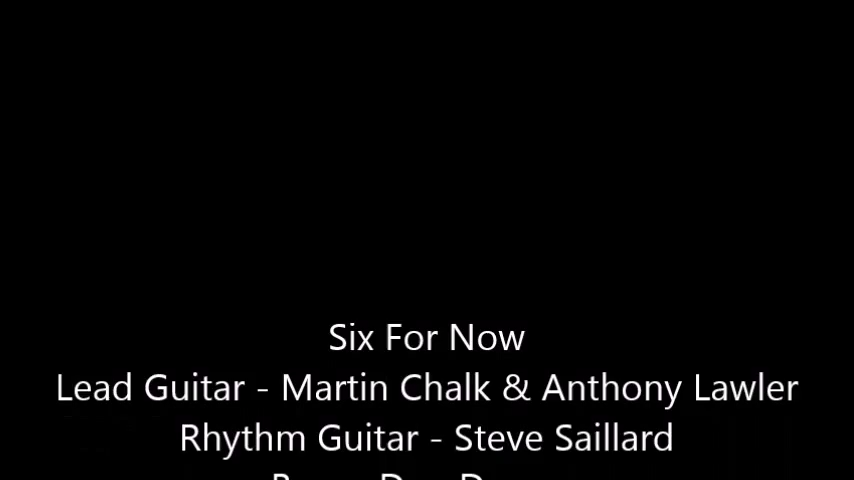 Six For Now
Lead Guitar - Martin Chalk & Anthony Lawler
Rhythm Guitar - Steve Saillard